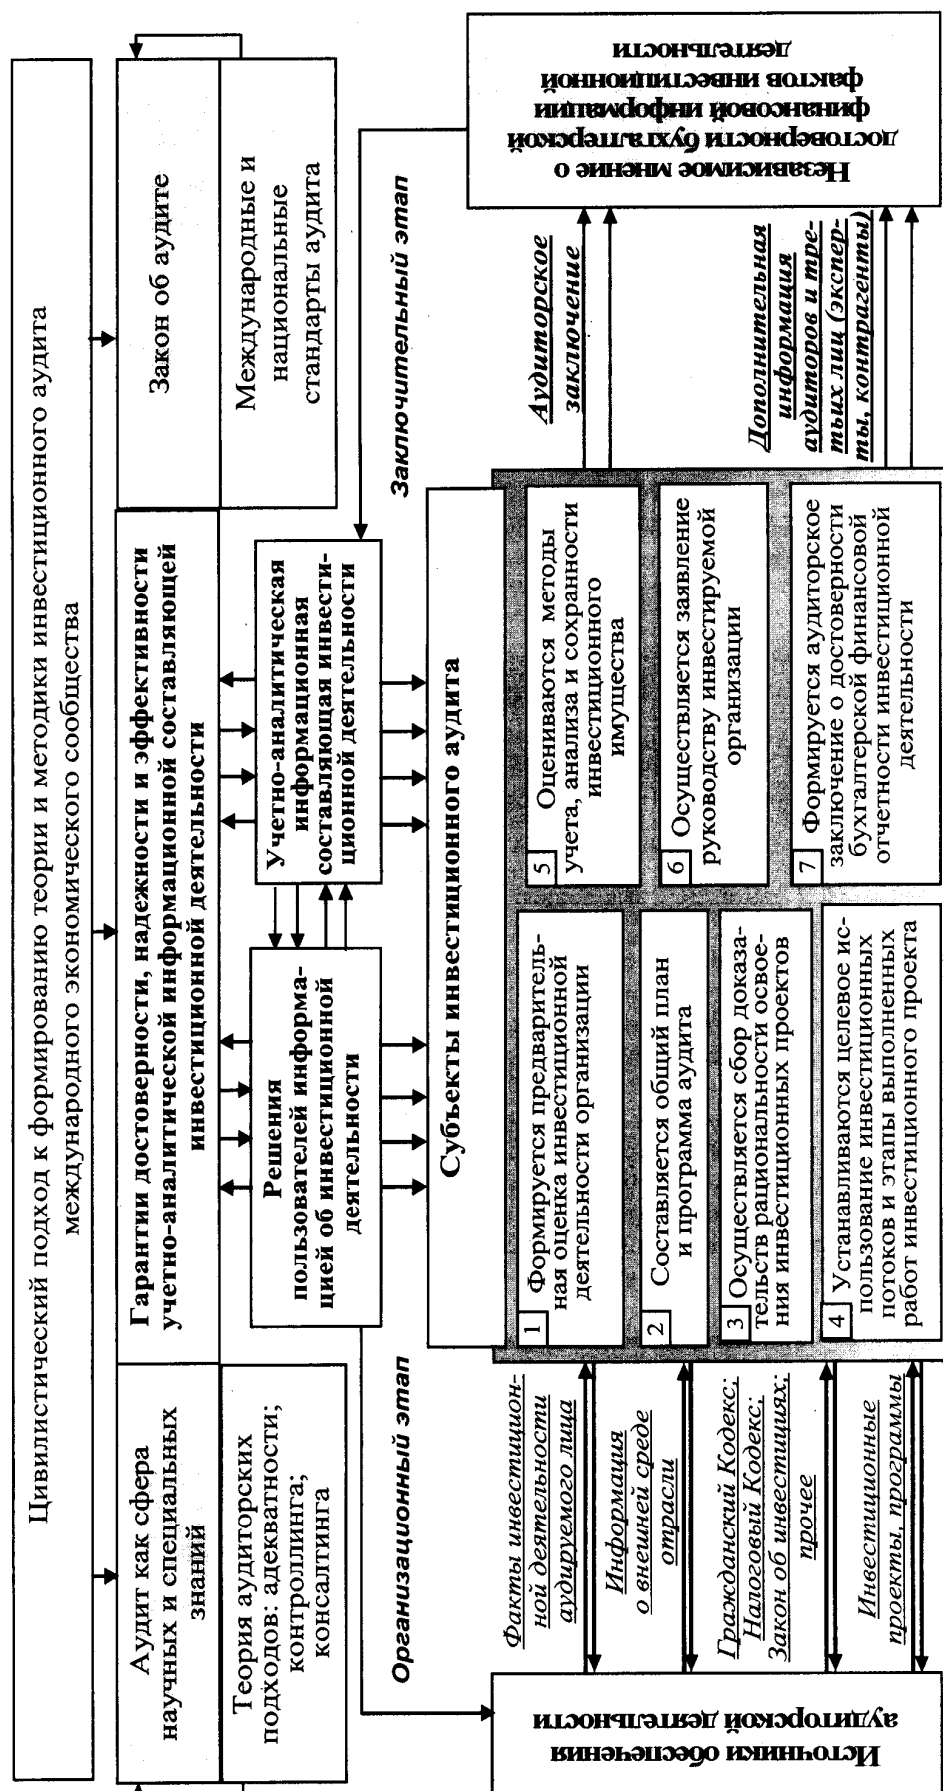 Цивилистический подход к формированию теории и методики инвестиционного аудита
международного экономического сообщества
Аудит как сфера
научных и специальных
знаний
Теория аудиторских
подходов: адекватности;
контроллинга;
консалтинга
Гарантии достоверности, надежности и эффективности
учетно-аналитической информационной составляющей
инвестиционной деятельности
Закон об аудите
Международные и
национальные
стандарты аудита
Решения
пользователей информа-
цией об инвестиционной
деятельности
Учетно-аналитическая
информационная
составляющая инвести-
ционной деятельности
Организационный этап
Заключительный этап
Субъекты инвестиционного аудита
Источники обеспечения
аудиторской деятельности
Факты инвестицион-
ной деятельности
аудируемого лица
Информация
о внешней среде
отрасли
Гражданский Кодекс;
Налоговый Кодекс;
Закон об инвестициях;
прочее
Инвестиционные
проекты, программы
1 Формируется предваритель-
ная оценка инвестиционной
деятельности организации
2 Составляется общий план
и программа аудита
3 Осуществляется сбор доказа-
тельств рациональности освое-
ния инвестиционных проектов
4 Устанавливаются целевое ис-
пользование инвестиционных
потоков и этапы выполненных
работ инвестиционного проекта
5 Оцениваются методы
учета, анализа и сохранности
инвестиционного
имущества
6 Осуществляется заявление
руководству инвестируемой
организации
7 Формируется аудиторское
заключение о достоверности
бухгалтерской финансовой
отчетности инвестиционной
деятельности
Аудиторское
заключение
Дополнительная
информация
аудиторов и тре-
тьих лиц (экспер-
ты, контрагенты)
Независимое мнение о
достоверности бухгалтерской
финансовой информации
фактов инвестиционной
деятельности